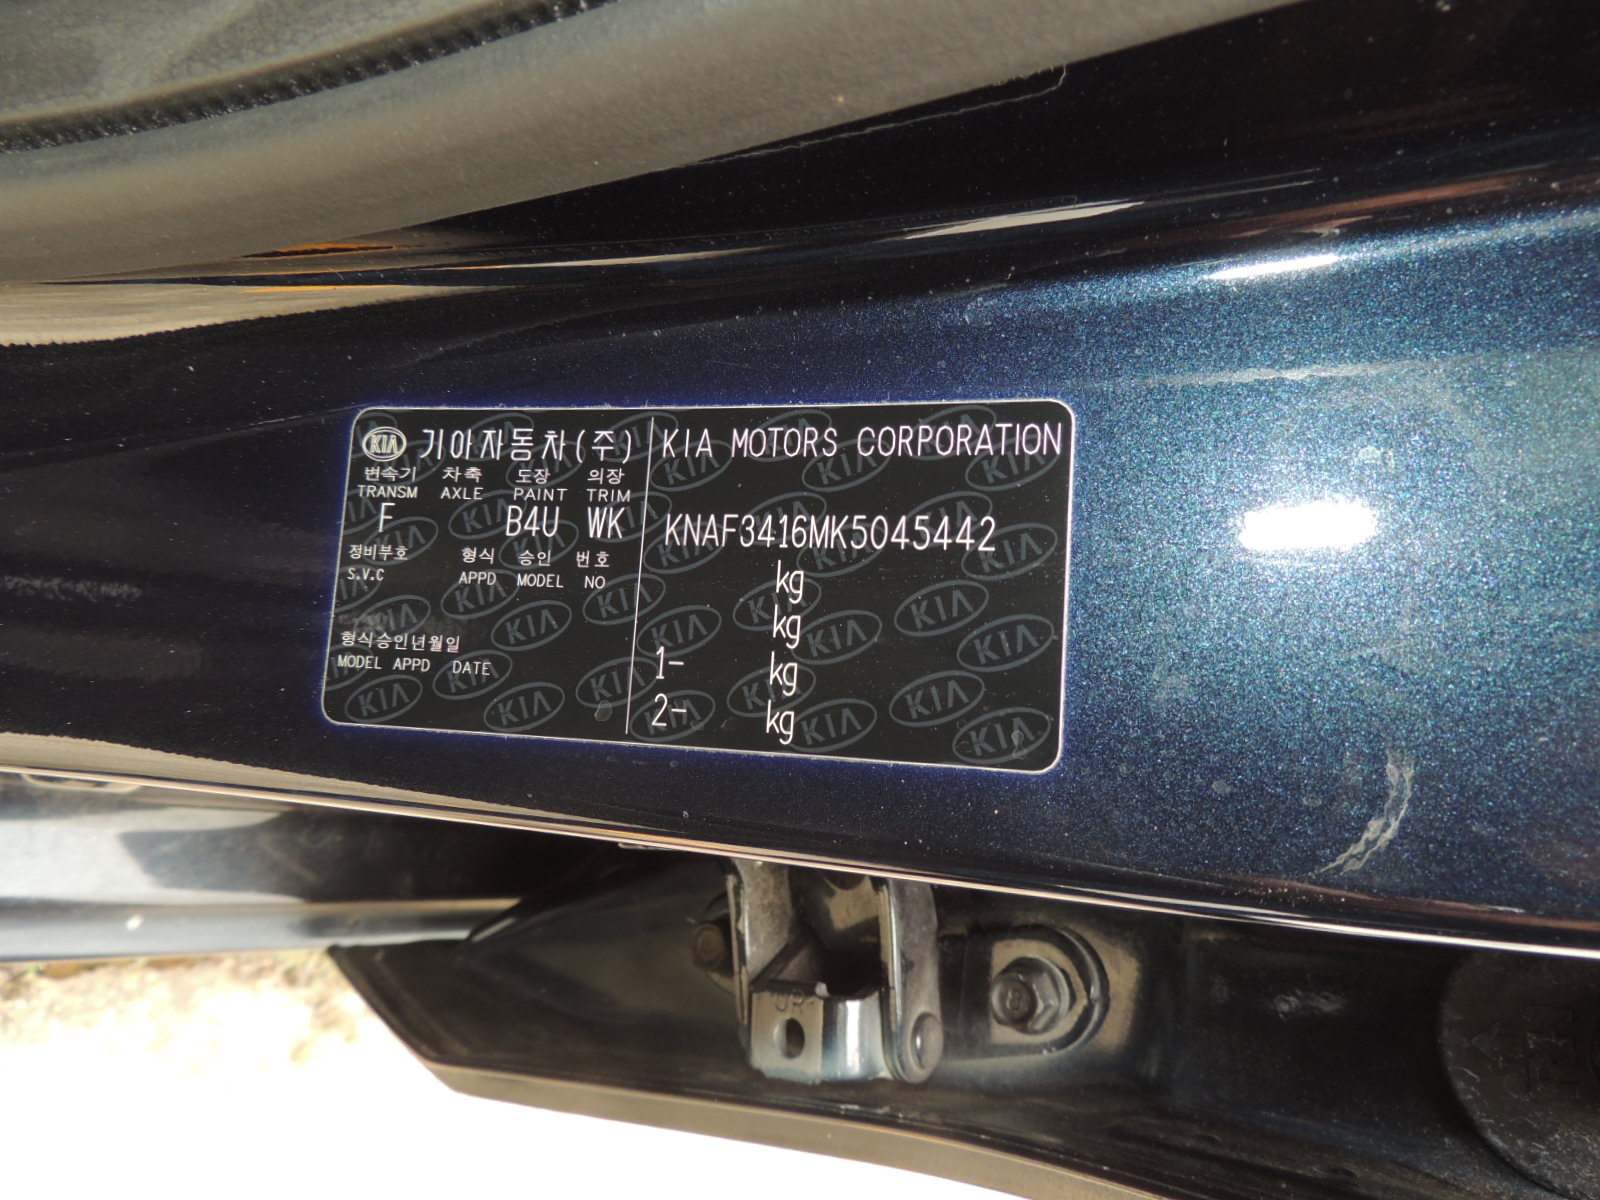 KIA 기아자동차(주)
변속기 차축 도장 의장
TRANSM AXLE PAINT TRIM
F B4U WK
정비부호 형식 승인 번호
S.V.C APPD MODEL NO
형식승인년월일
MODEL APPD DATE
KIA MOTORS CORPORATION
KNAF3416MK5045442
kg
kg
1- kg
2- kg